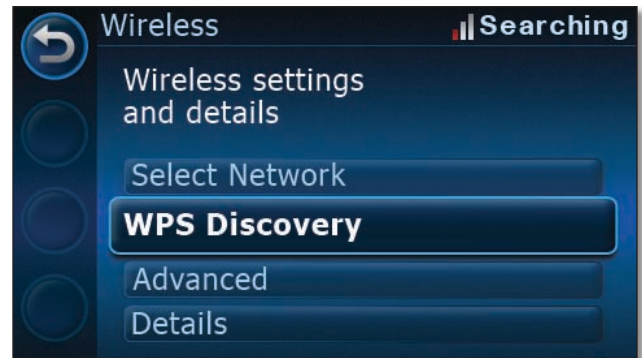 Wireless
Searching
Wireless settings
and details
Select Network
WPS Discovery
Advanced
Details